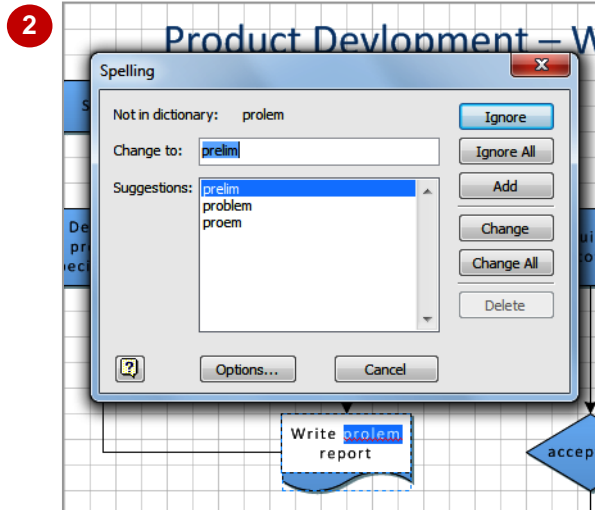 2
Product Devlopment –
Spelling
Not in dictionary: prolem
Ignore
Change to: prelim
Ignore All
Suggestions: prelim
problem
proem
Add
Change
Change All
Delete
Options...
Cancel
Write prolem
report
accep